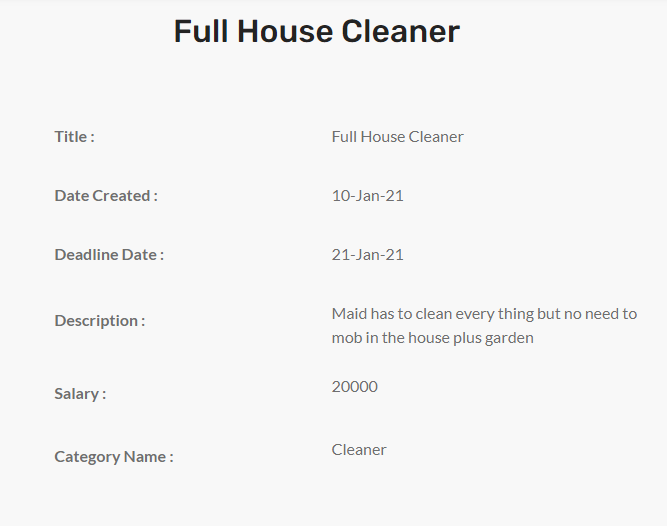 Full House Cleaner
Title : Full House Cleaner
Date Created : 10-Jan-21
Deadline Date : 21-Jan-21
Description : Maid has to clean every thing but no need to
mob in the house plus garden
Salary : 20000
Category Name : Cleaner